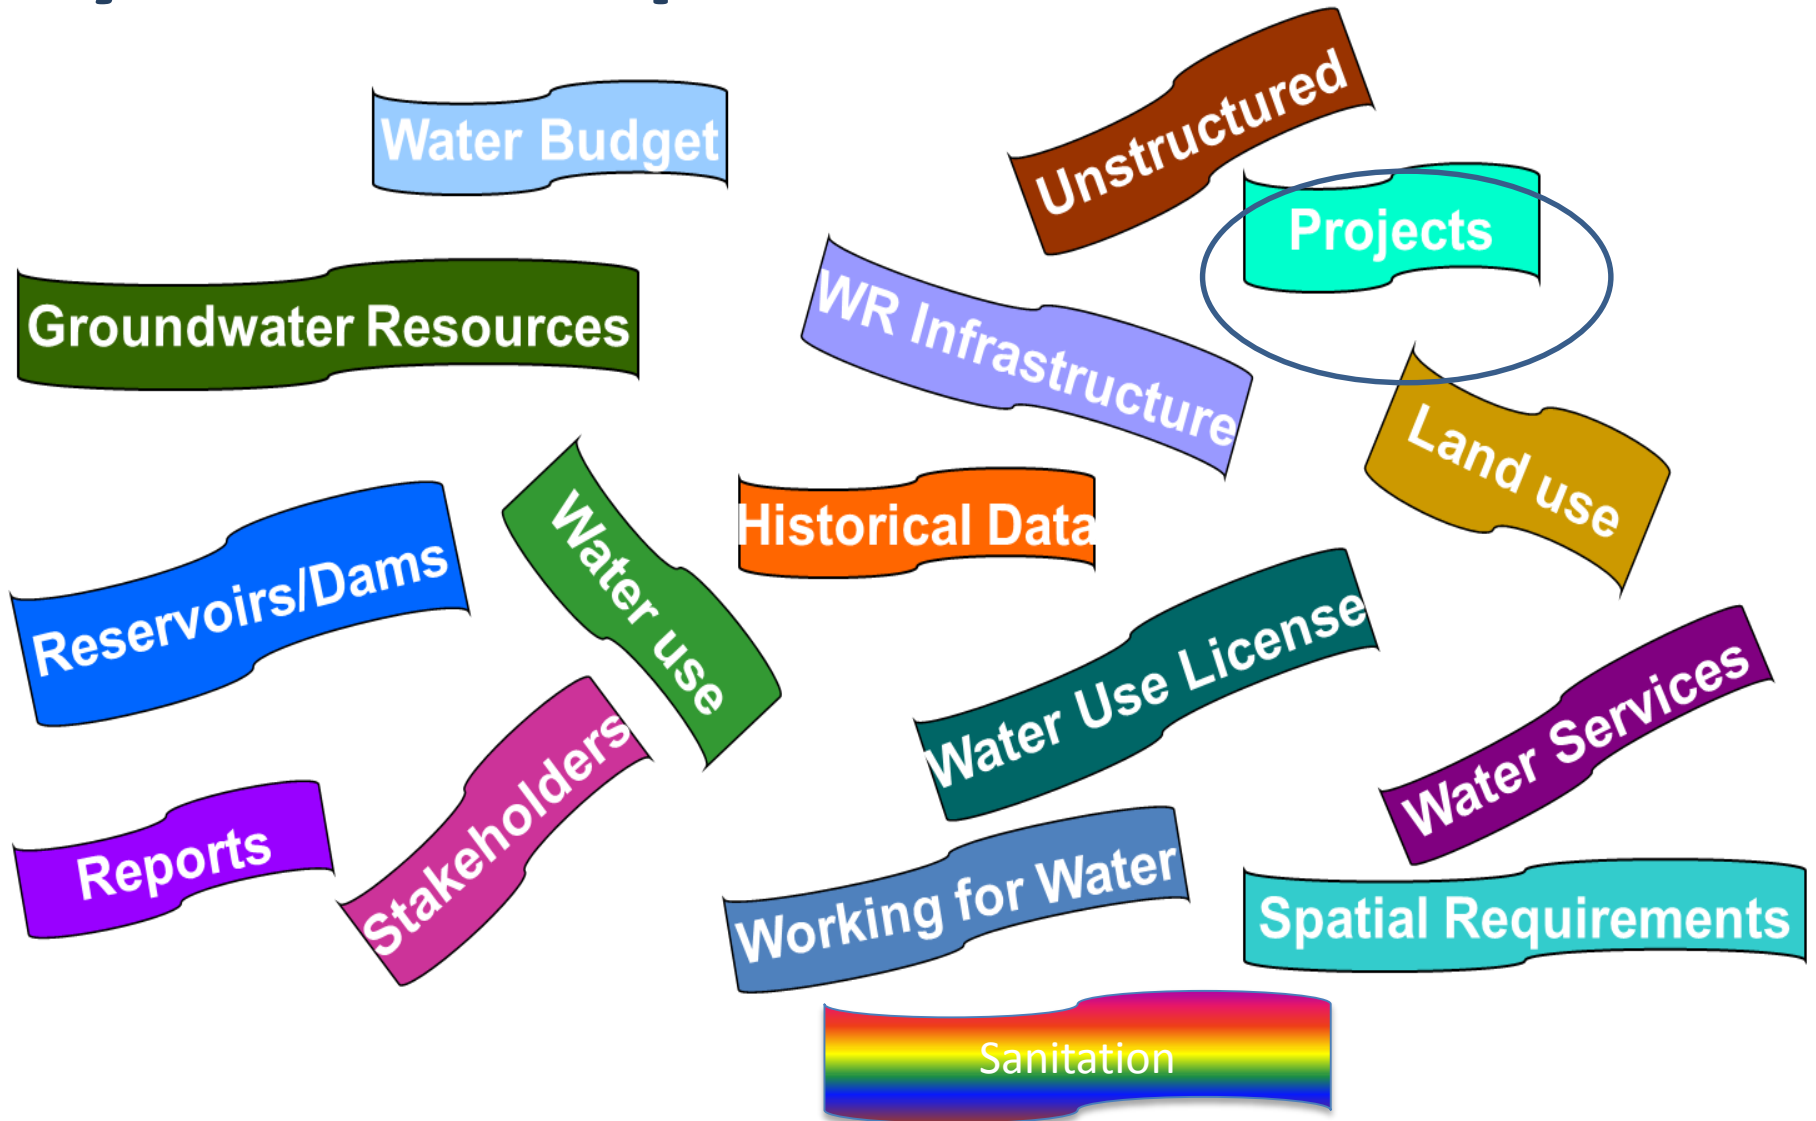 Water Budget
Unstructured
Projects
Groundwater Resources
WR Infrastructure
Land use
Historical Data
Water use
Reservoirs/Dams
Water Use License
Water Services
Stakeholders
Reports
Working for Water
Spatial Requirements
Sanitation